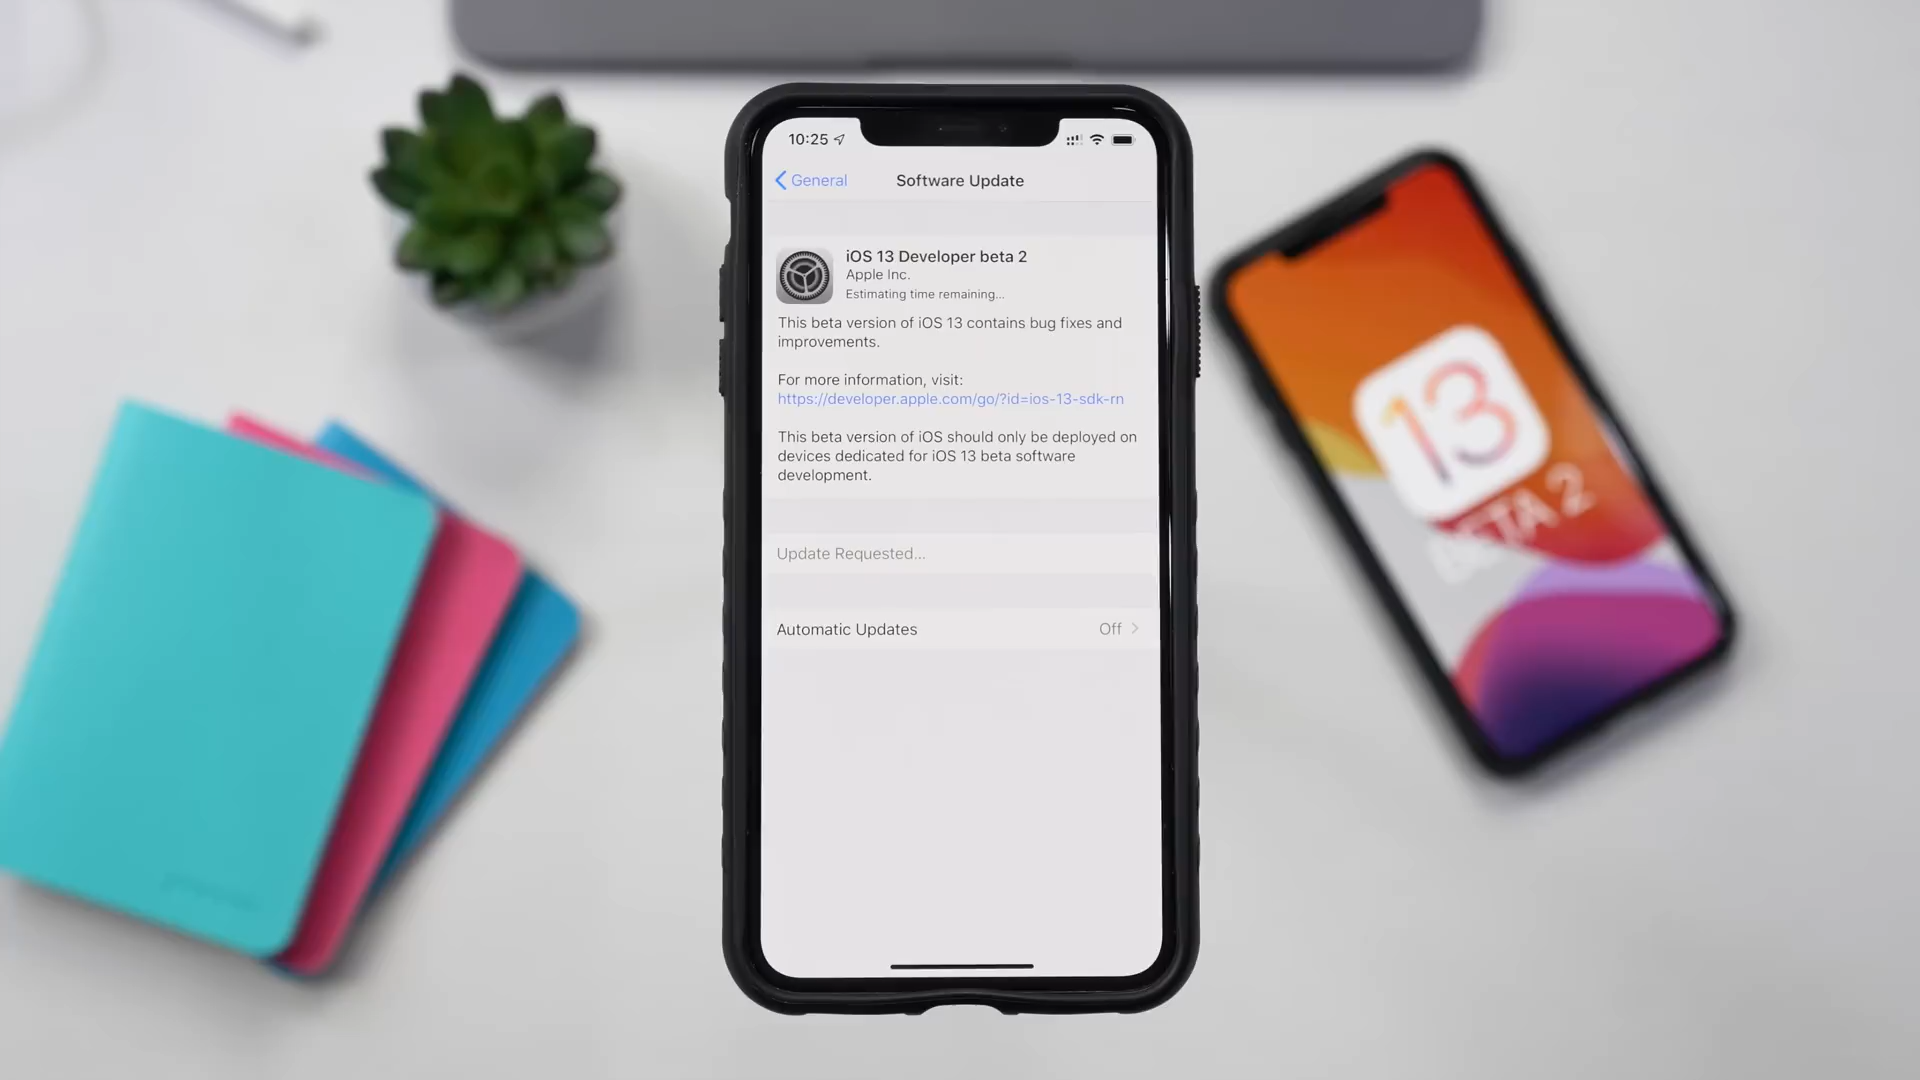 10:25
General
Software Update
iOS 13 Developer beta 2
Apple Inc.
Estimating time remaining...
This beta version of iOS 13 contains bug fixes and
improvements.
For more information, visit:
https://developer.apple.com/go/?id=ios-13-sdk-rn
This beta version of iOS should only be deployed on
devices dedicated for iOS 13 beta software
development.
Update Requested...
Automatic Updates
Off
13
BETA 2